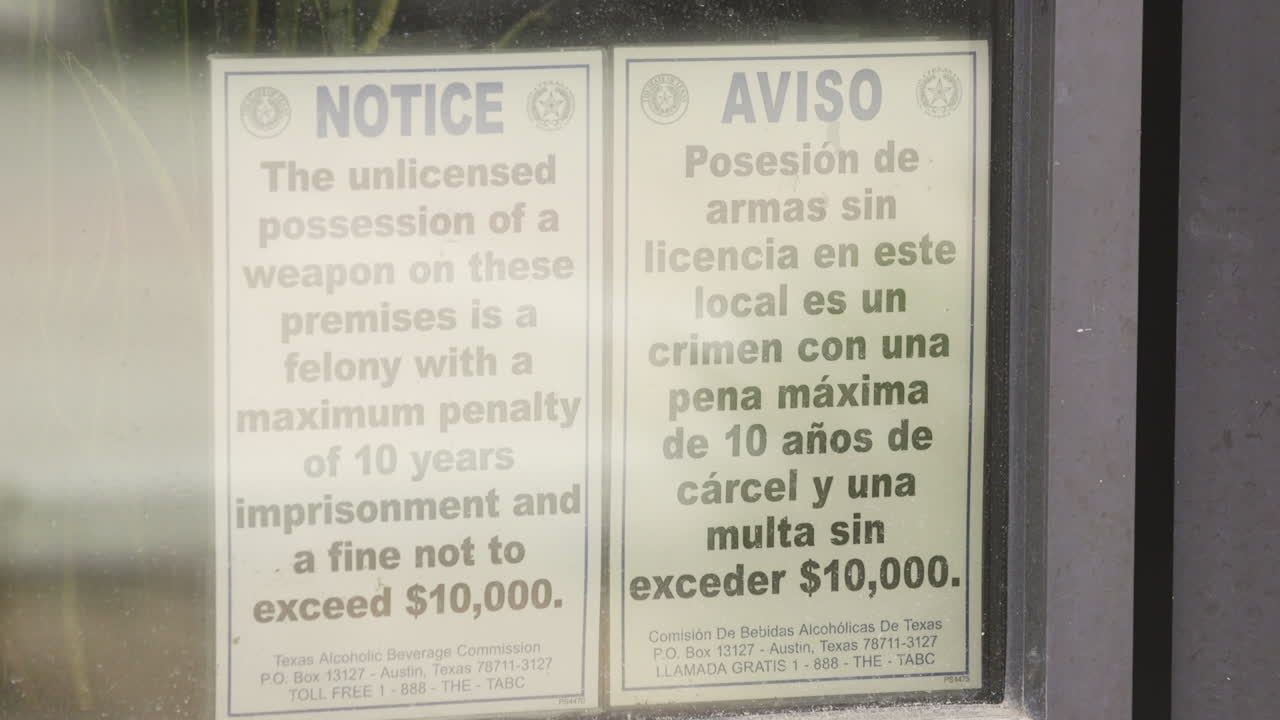 NOTICE
The unlicensed
possession of a
weapon on these
premises is a
felony with a
maximum penalty
of 10 years
imprisonment and
a fine not to
exceed $10,000.
Texas Alcoholic Beverage Commission
P.O. Box 13127 - Austin, Texas 78711-3127
TOLL FREE 1 - 888 - THE - TABC
AVISO
Posesión de
armas sin
licencia en este
local es un
crimen con una
pena máxima
de 10 años de
cárcel y una
multa sin
exceder $10,000.
Comisión De Bebidas Alcohólicas De Texas
P.O. Box 13127 - Austin, Texas 78711-3127
LLAMADA GRATIS 1 - 888 - THE - TABC